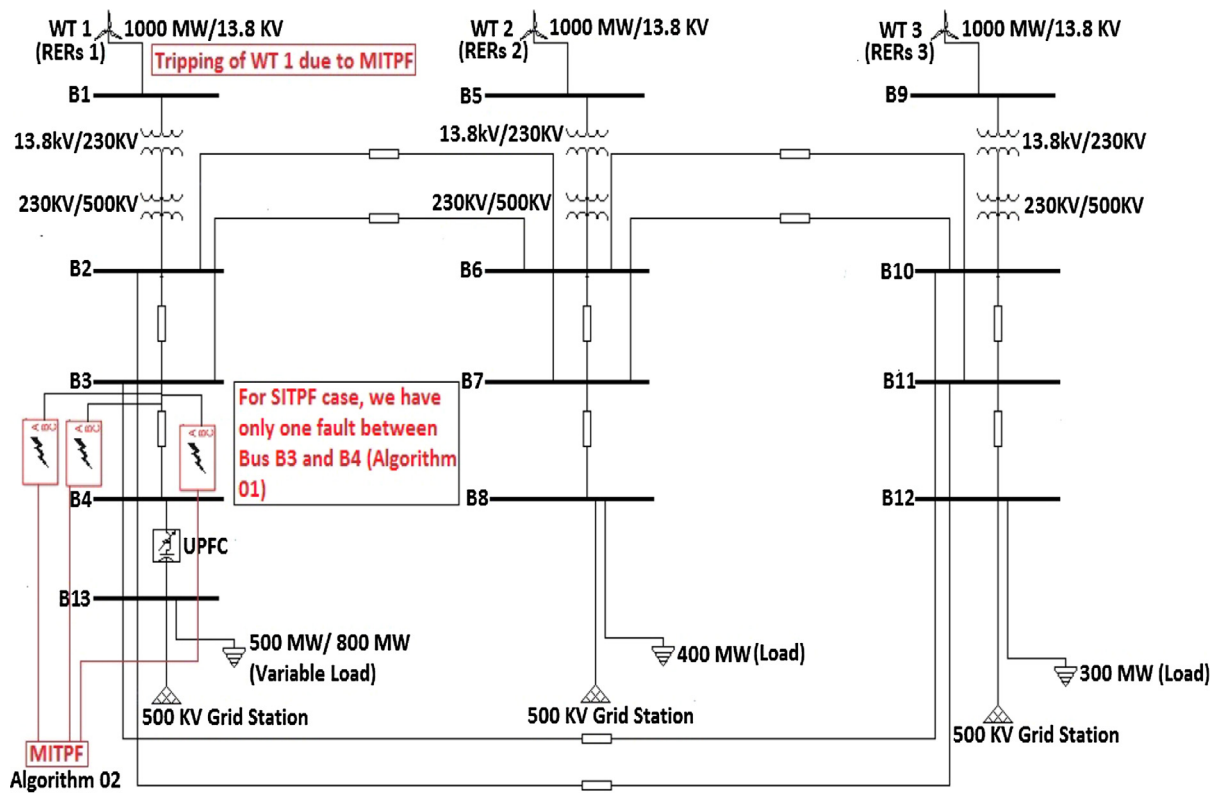 WT 1
(RERs 1)
1000 MW/13.8 KV
Tripping of WT 1 due to MITPF
WT 2
(RERs 2)
1000 MW/13.8 KV
WT 3
(RERs 3)
1000 MW/13.8 KV
B1
B5
B9
13.8kV/230KV
13.8kV/230KV
13.8kV/230KV
230KV/500KV
230KV/500KV
230KV/500KV
B2
B6
B10
B3
B7
B11
For SITPF case, we have
only one fault between
Bus B3 and B4 (Algorithm
01)
A
B
C
A
B
C
A
B
C
B4
B8
B12
UPFC
B13
500 MW/ 800 MW
(Variable Load)
400 MW (Load)
300 MW (Load)
500 KV Grid Station
500 KV Grid Station
500 KV Grid Station
MITPF
Algorithm 02